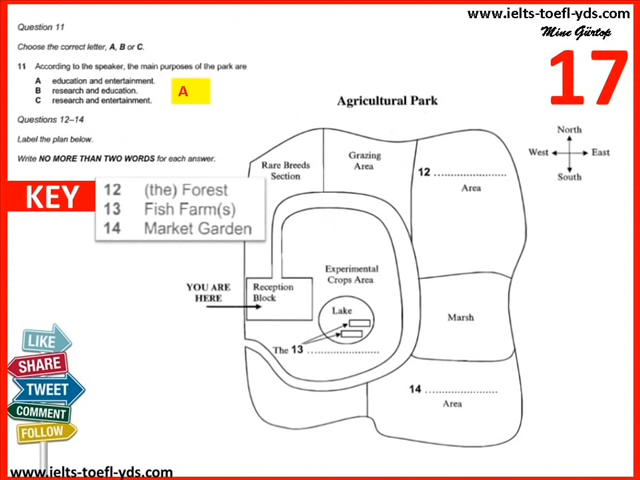 www.ielts-toefl-yds.com
Mine Gürtop
17
Question 11
Choose the correct letter, A, B or C.
11 According to the speaker, the main purposes of the park are
A education and entertainment.
B research and education.
C research and entertainment.
A
Questions 12–14
Label the plan below.
Write NO MORE THAN TWO WORDS for each answer.
KEY
12 (the) Forest
13 Fish Farm(s)
14 Market Garden
Agricultural Park
North
West East
South
Rare Breeds
Section
Grazing
Area
12 ........................
Area
YOU ARE
HERE
Reception
Block
Experimental
Crops Area
Lake
The 13 ........................
Marsh
14 ........................
Area
LIKE
SHARE
TWEET
COMMENT
FOLLOW
www.ielts-toefl-yds.com